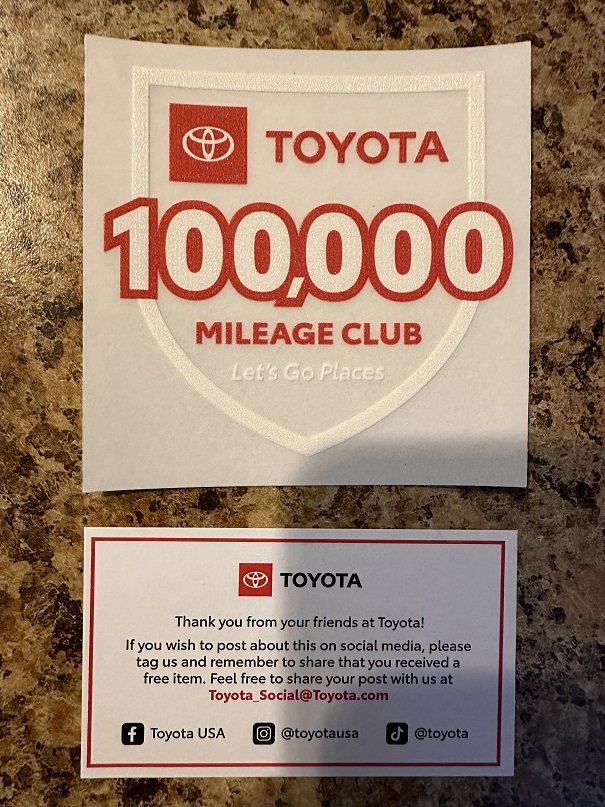 TOYOTA
100,000
MILEAGE CLUB
Let's Go Places
TOYOTA
Thank you from your friends at Toyota!
If you wish to post about this on social media, please
tag us and remember to share that you received a
free item. Feel free to share your post with us at
Toyota_Social@Toyota.com
Toyota USA @toyotausa @toyota